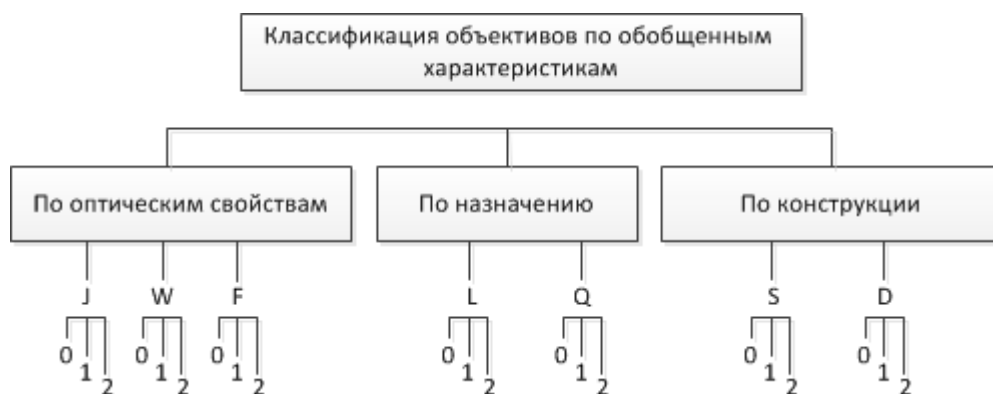 Классификация объективов по обобщенным
характеристикам
По оптическим свойствам
По назначению
По конструкции
J W F L Q S D
0 0 0 0 0 0 0
1 1 1 1 1 1 1
2 2 2 2 2 2 2